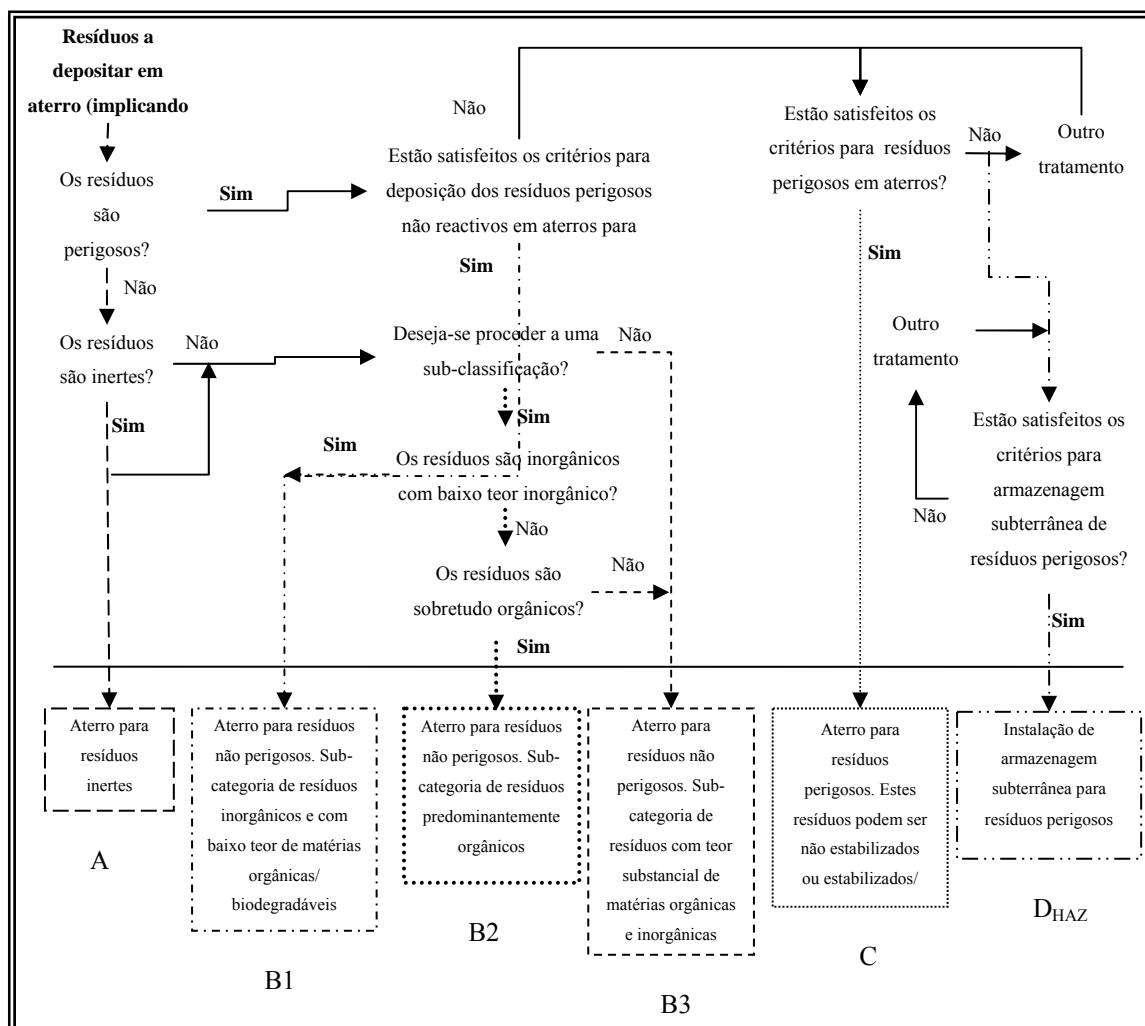 Resíduos a
depositar em
aterro (implicando
Os resíduos
são
perigosos?
Sim
Não
Os resíduos
são inertes?
Não
Sim
Não
Estão satisfeitos os critérios para
deposição dos resíduos perigosos
não reactivos em aterros para
Sim
Deseja-se proceder a uma
sub-classificação?
Não
Sim
Os resíduos são inorgânicos
com baixo teor inorgânico?
Sim
Não
Os resíduos são
sobretudo orgânicos?
Não
Sim
Estão satisfeitos os
critérios para resíduos
perigosos em aterros?
Não
Outro
tratamento
Sim
Outro
tratamento
Estão satisfeitos os
critérios para
armazenagem
subterrânea de
resíduos perigosos?
Não
Sim
Aterro para
resíduos
inertes
A
Aterro para resíduos
não perigosos. Sub-
categoria de resíduos
inorgânicos e com
baixo teor de matérias
orgânicas/
biodegradáveis
B1
Aterro para resíduos
não perigosos. Sub-
categoria de resíduos
predominantemente
orgânicos
B2
Aterro para
resíduos não
perigosos. Sub-
categoria de
resíduos com teor
substancial de
matérias orgânicas
e inorgânicas
B3
Aterro para
resíduos
perigosos. Estes
resíduos podem ser
não estabilizados
ou estabilizados/
C
Instalação de
armazenagem
subterrânea para
resíduos perigosos
DHAZ